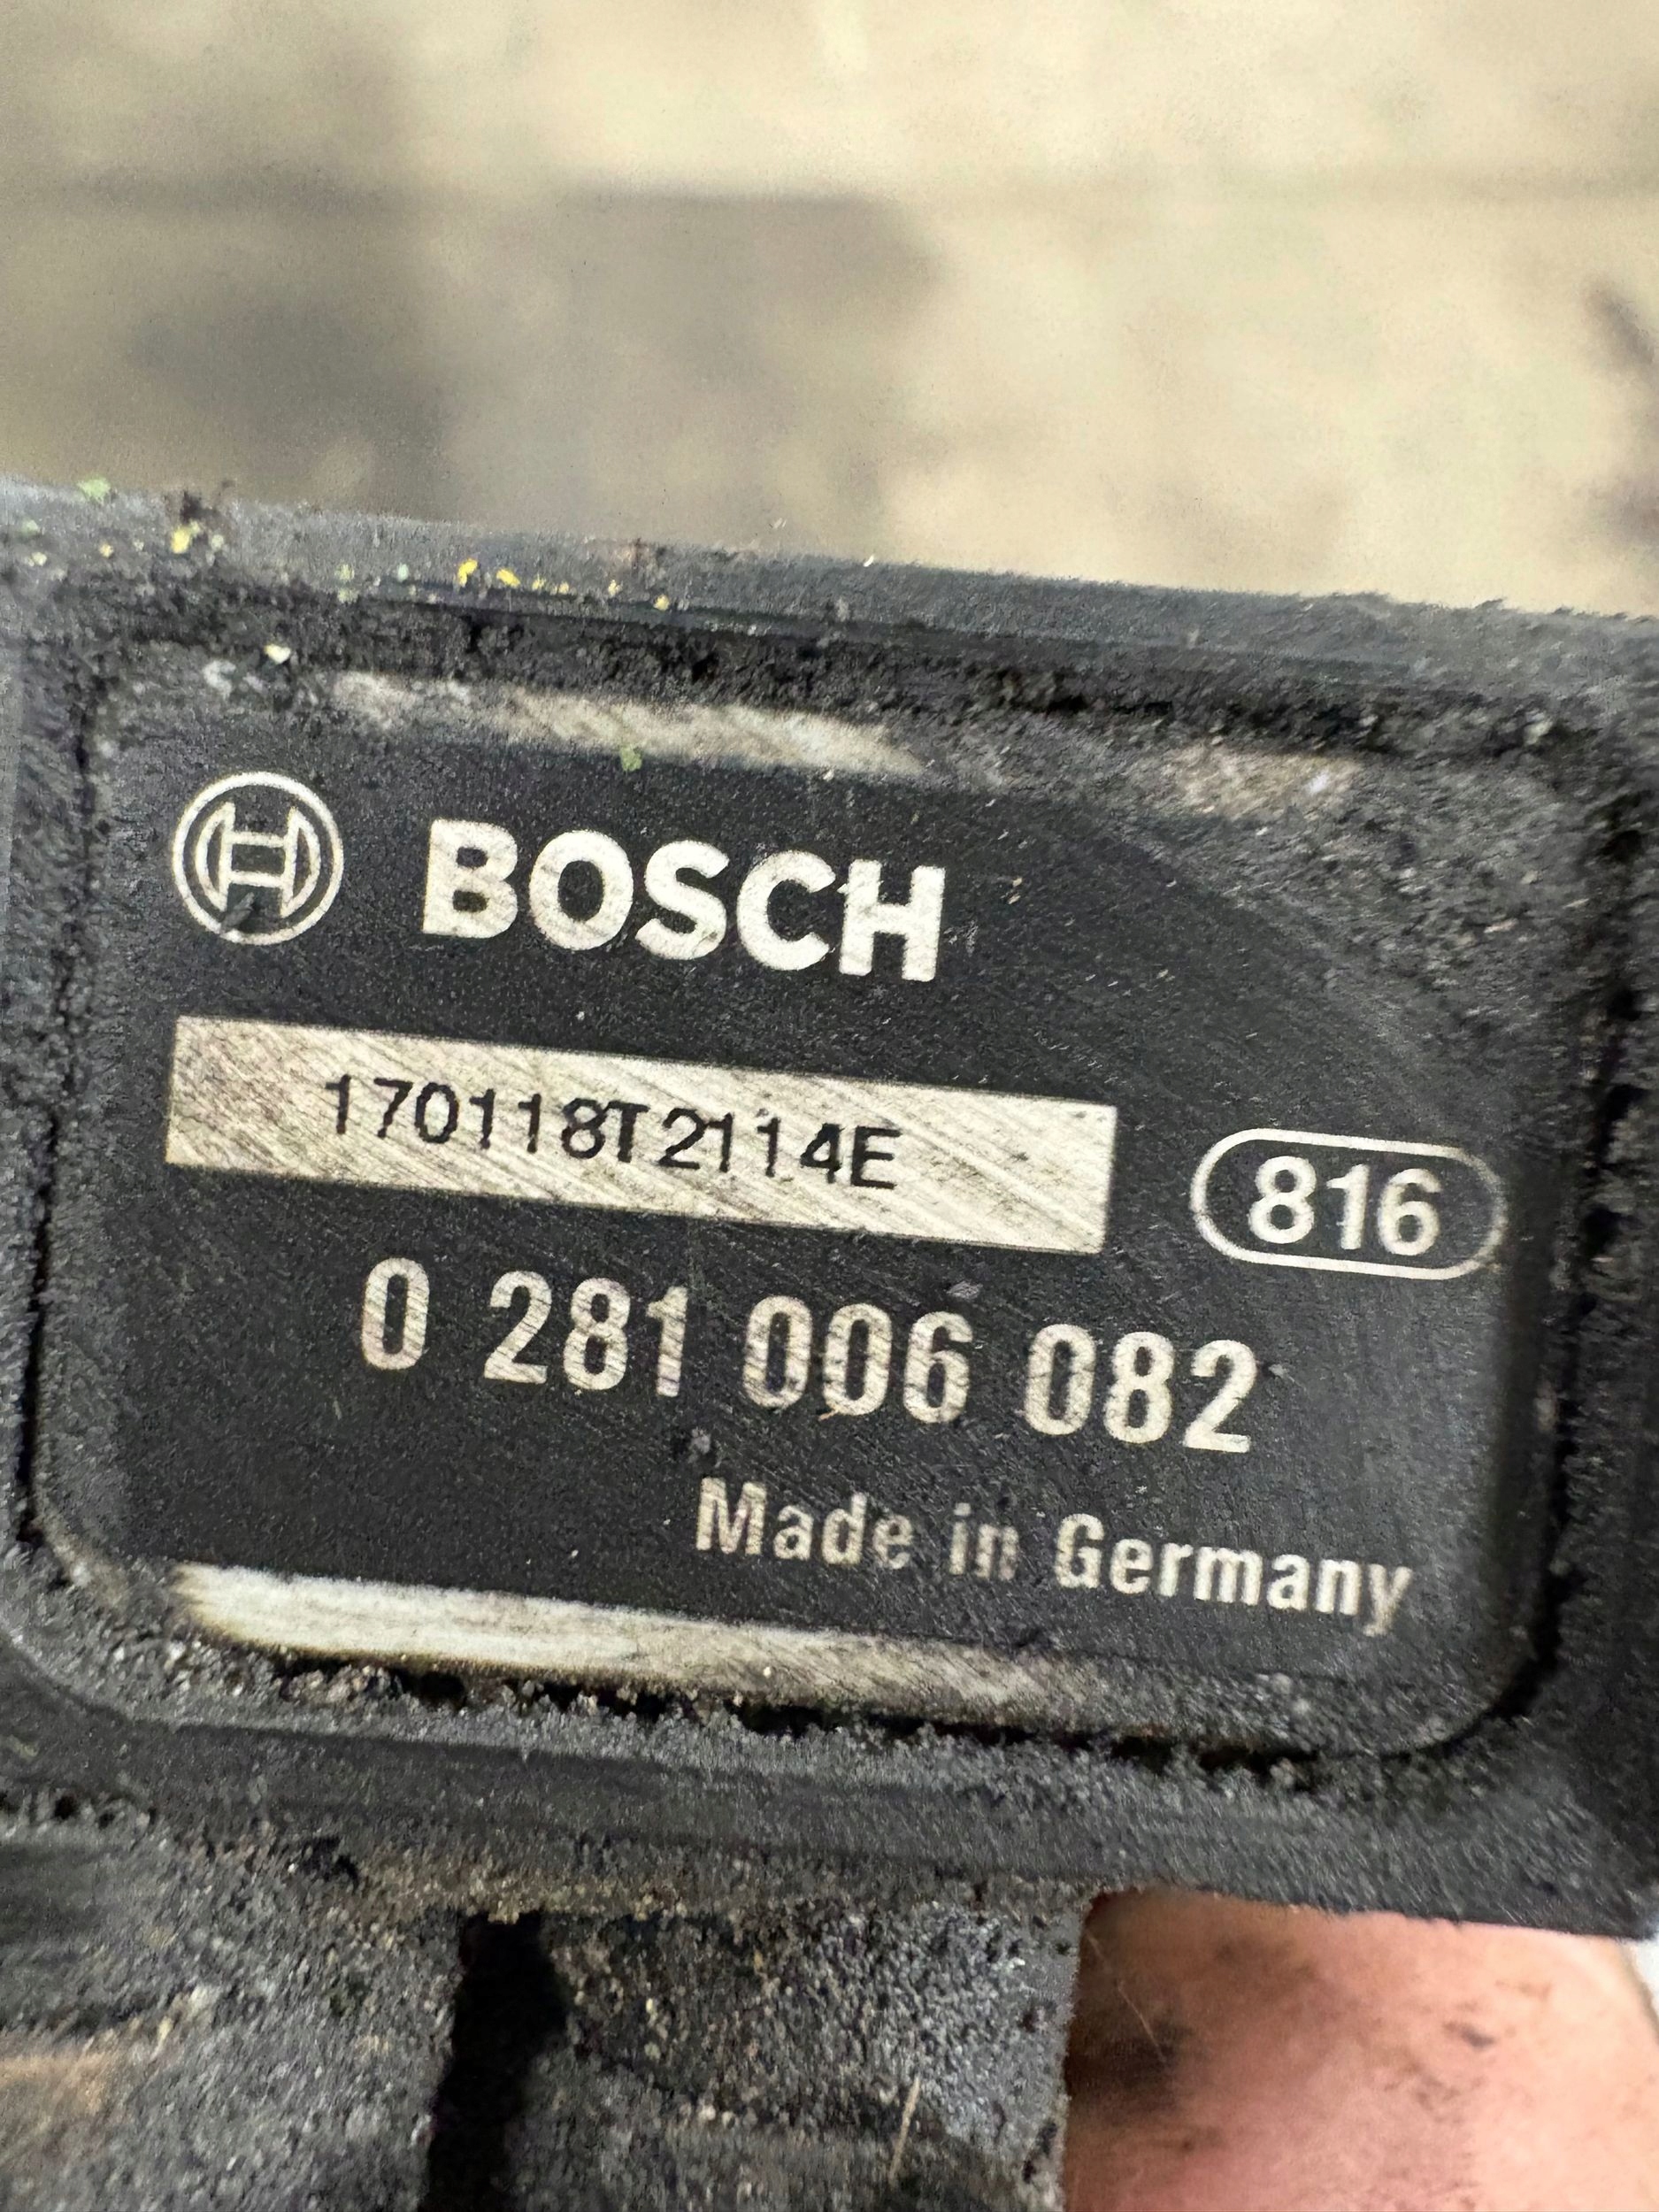 BOSCH
170118T2114E
816
0 281 006 082
Made in Germany